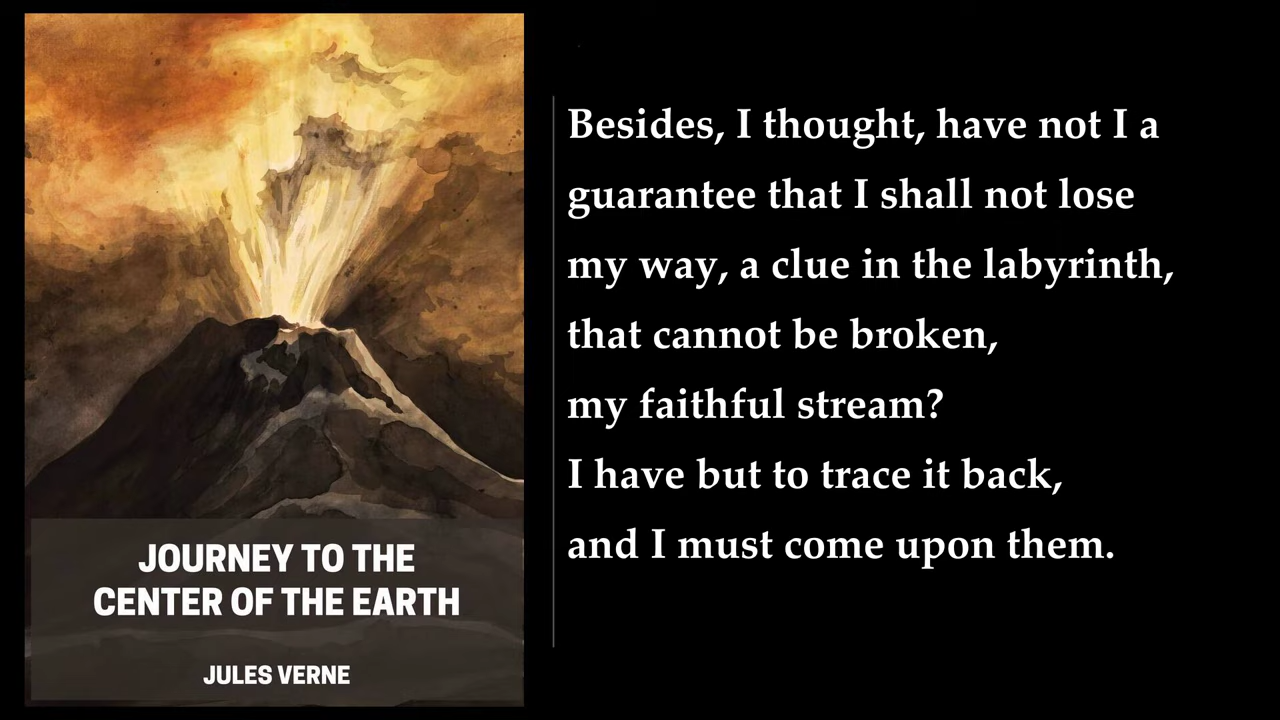 JOURNEY TO THE
CENTER OF THE EARTH
JULES VERNE
Besides, I thought, have not I a
guarantee that I shall not lose
my way, a clue in the labyrinth,
that cannot be broken,
my faithful stream?
I have but to trace it back,
and I must come upon them.